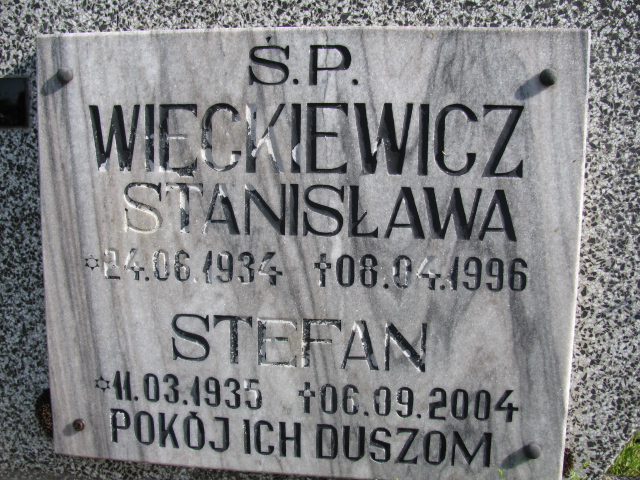 Ś.P.
WIĘCKIEWICZ
STANISŁAWA
✡24.06.1934 ✝08.04.1996
STEFAN
✡11.03.1935 ✝06.09.2004
POKÓJ ICH DUSZOM